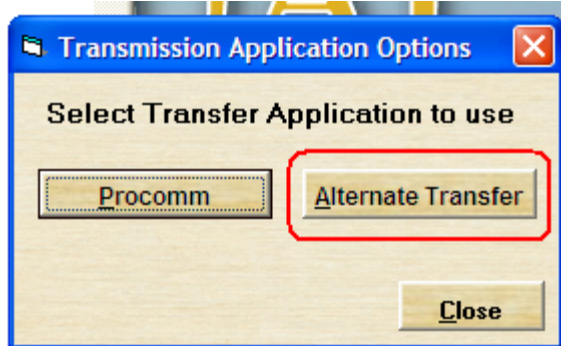 Transmission Application Options
Select Transfer Application to use
Procomm
Alternate Transfer
Close